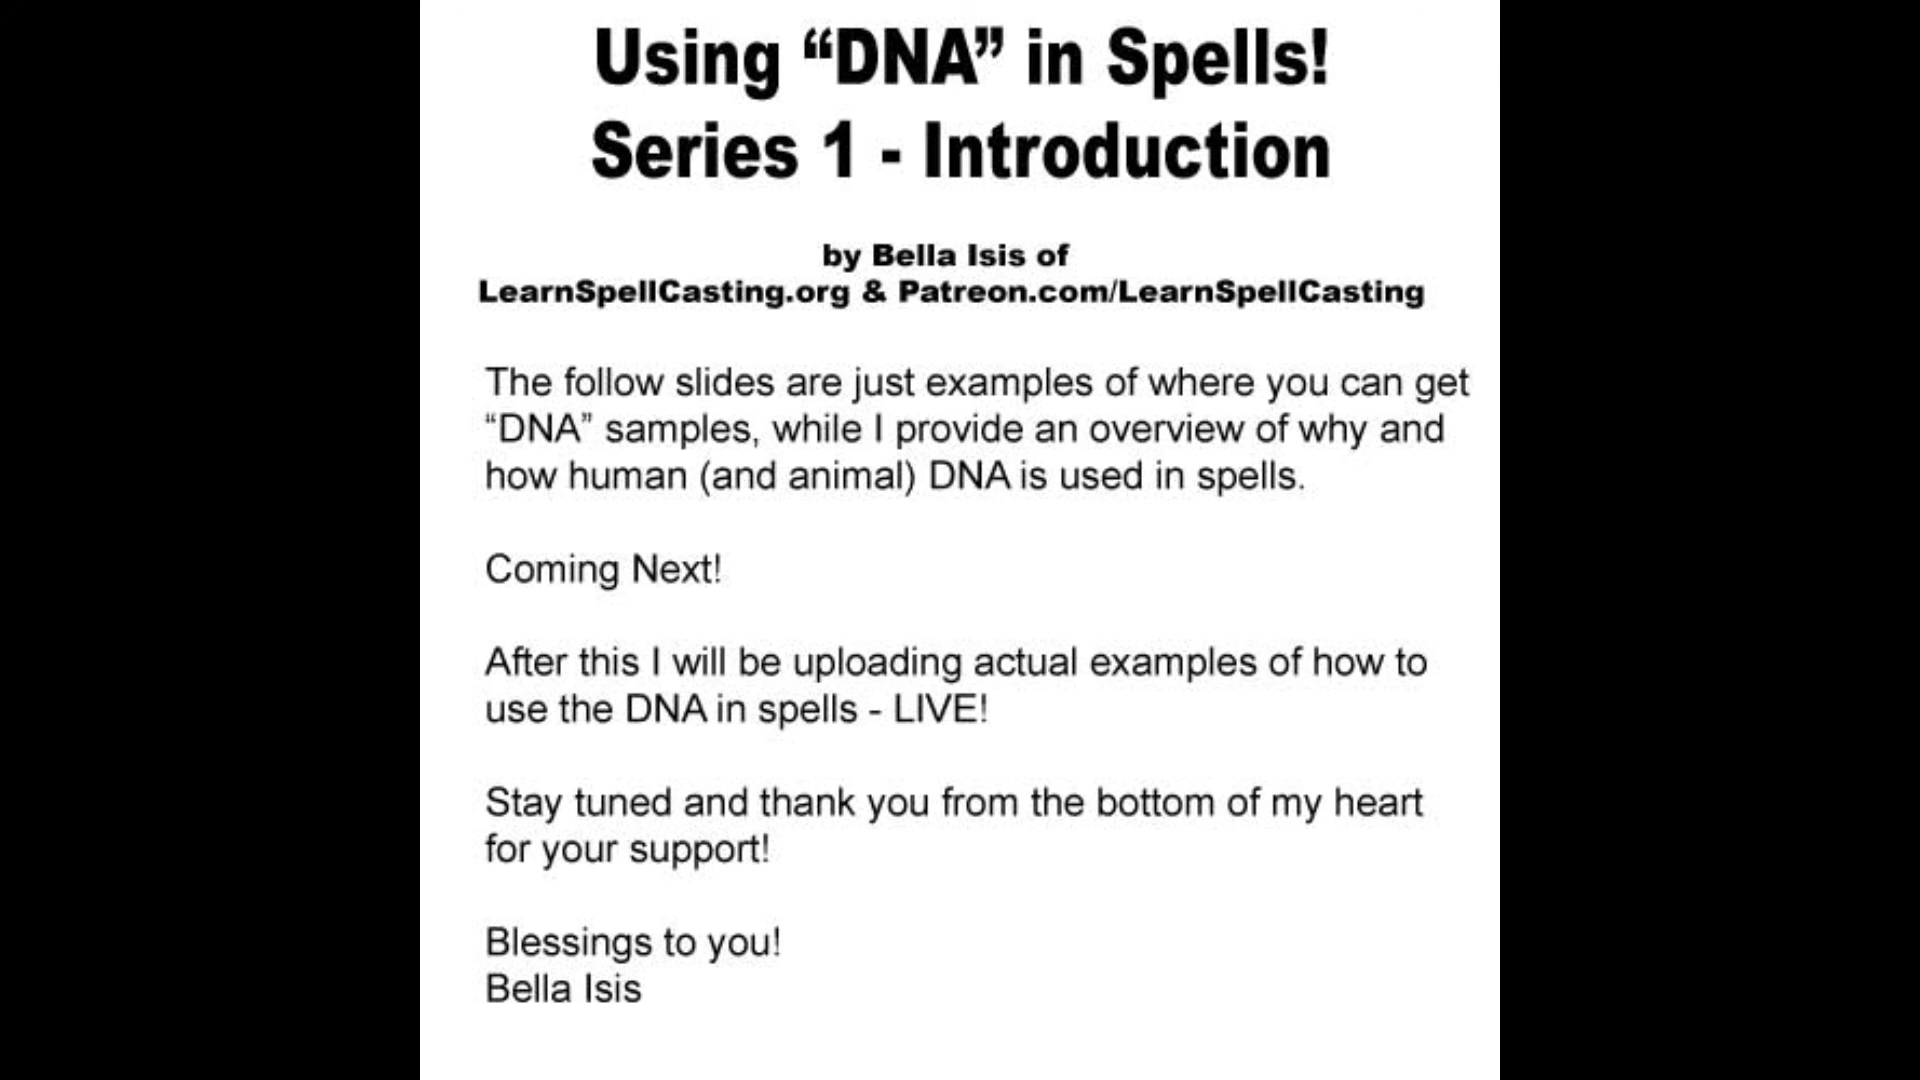 Using “DNA” in Spells!
Series 1 - Introduction
by Bella Isis of
LearnSpellCasting.org & Patreon.com/LearnSpellCasting
The follow slides are just examples of where you can get
“DNA” samples, while I provide an overview of why and
how human (and animal) DNA is used in spells.
Coming Next!
After this I will be uploading actual examples of how to
use the DNA in spells - LIVE!
Stay tuned and thank you from the bottom of my heart
for your support!
Blessings to you!
Bella Isis